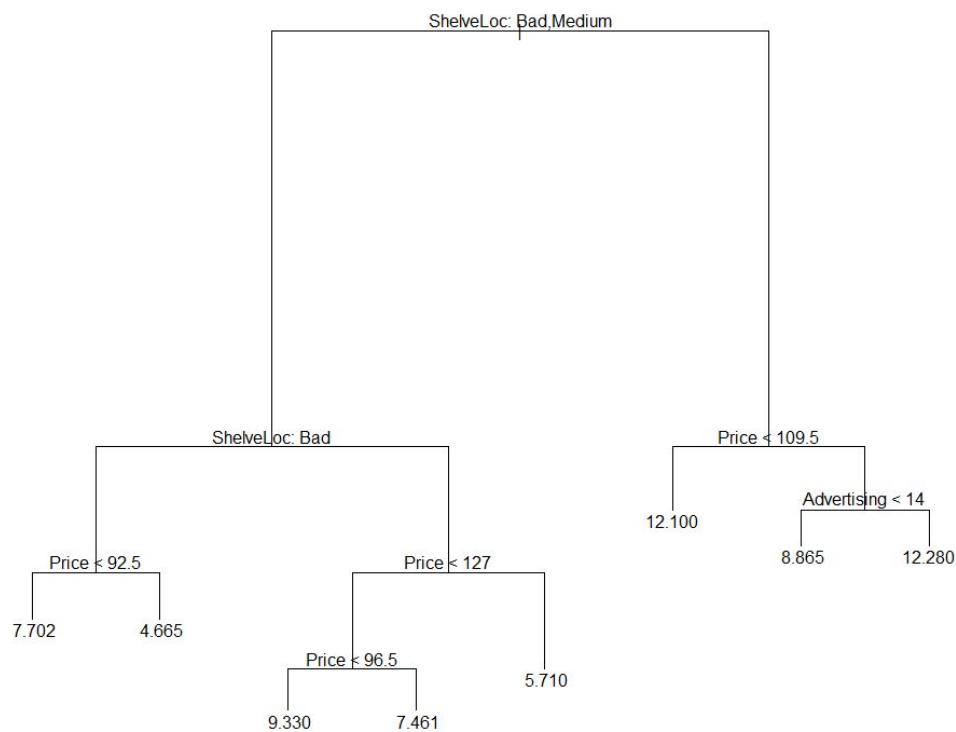 ShelveLoc: Bad,Medium
ShelveLoc: Bad
Price < 109.5
Advertising < 14
12.100
8.865
12.280
Price < 92.5
Price < 127
7.702
4.665
Price < 96.5
5.710
9.330
7.461